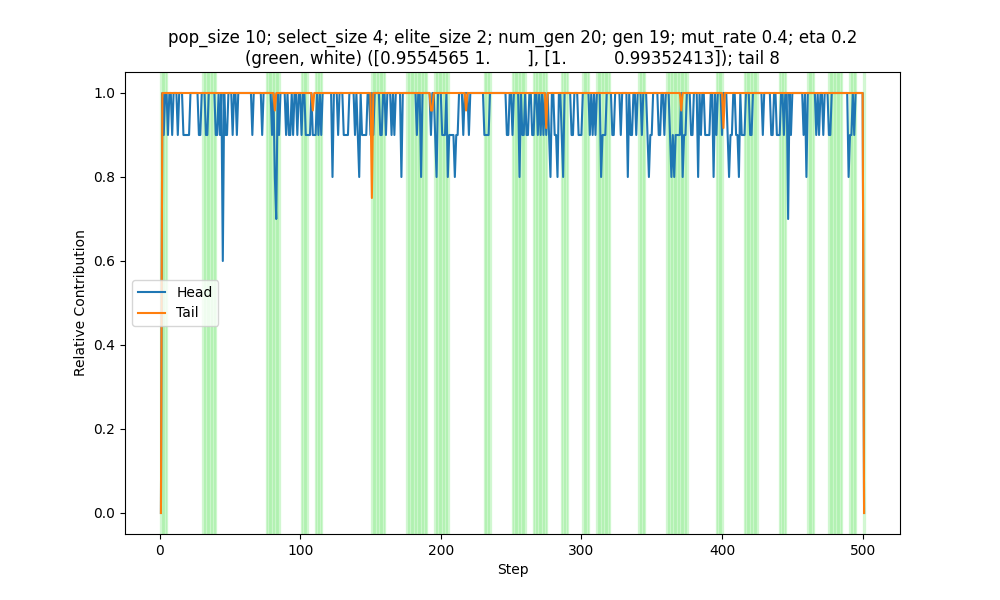 pop_size 10; select_size 4; elite_size 2; num_gen 20; gen 19; mut_rate 0.4; eta 0.2
(green, white) ([0.9554565 1.        ], [1.         0.99352413]); tail 8
1.0
0.8
0.6
0.4
0.2
0.0
Relative Contribution
Head
Tail
0 100 200 300 400 500
Step